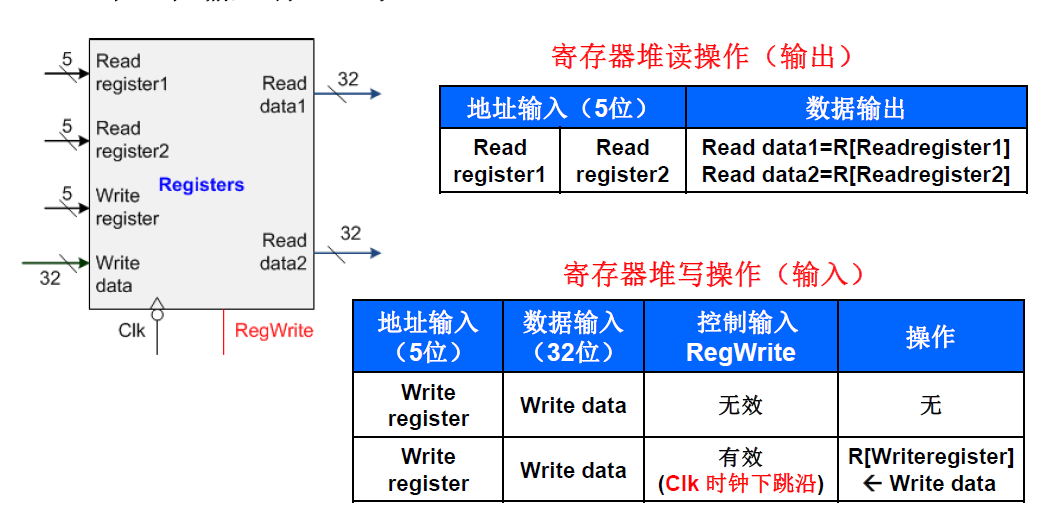 5
Read
register1
5
Read
register2
5
Write
register
32
Write
data
Registers
Read
data1
32
Read
data2
32
Clk
RegWrite
寄存器堆读操作（输出）
地址输入（5位） 数据输出
Read
register1
Read
register2
Read data1=R[Readregister1]
Read data2=R[Readregister2]
寄存器堆写操作（输入）
地址输入
（5位）
数据输入
（32位）
控制输入
RegWrite
操作
Write
register
Write data
无效
无
Write
register
Write data
有效
(Clk 时钟下跳沿)
R[Writeregister]
← Write data